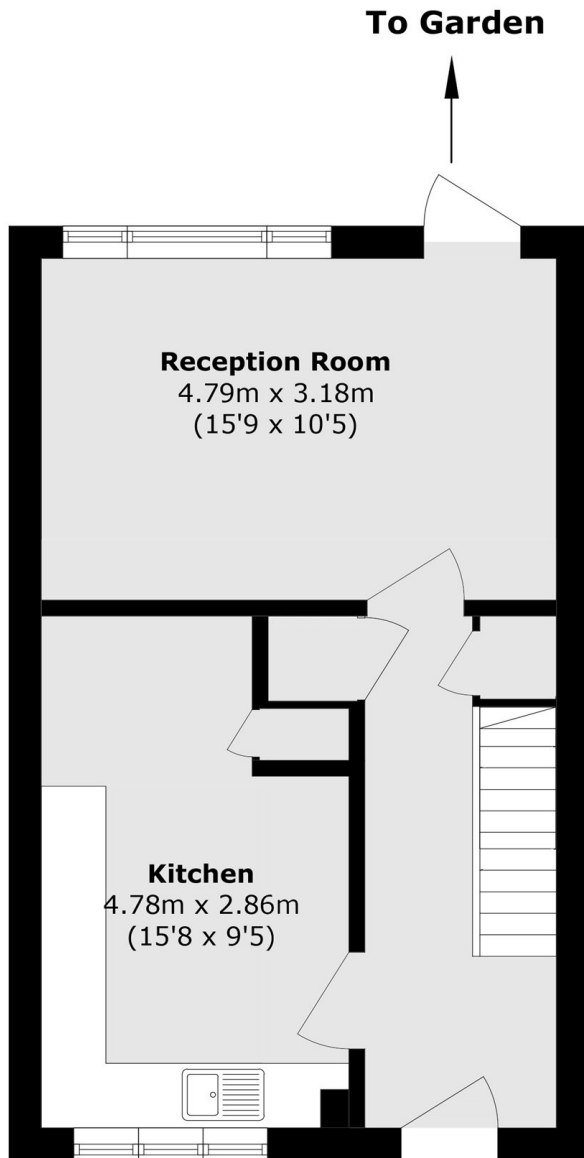 To Garden
Reception Room
4.79m x 3.18m
(15'9 x 10'5)
Kitchen
4.78m x 2.86m
(15'8 x 9'5)